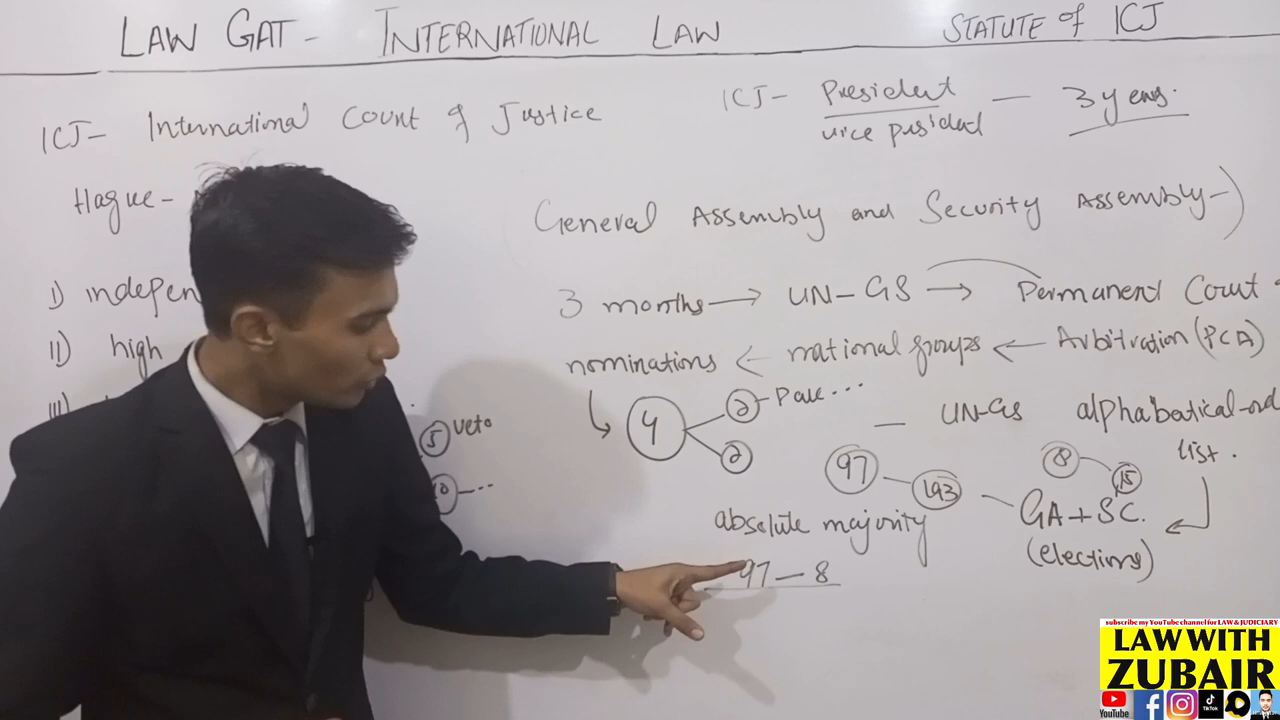 LAW GAT - INTERNATIONAL LAW
STATUTE of ICJ
ICJ - International Court of Justice
Hague -
ICJ - President
vice president
— 3 years.
General Assembly and Security Assembly -)
i) indepen
ii) high
3 months → UN-GS → Permanent Court
nominations ← national groups ← Arbitration (PCA)
4
2
2
— UN-GS alphabetical
list.
5 veto
97 — 193 — GA + SC.
8
15
(elections)
absolute majority
97 — 8
subscribe my YouTube channel for LAW & JUDICIARY
LAW WITH
ZUBAIR
YouTube
TikTok